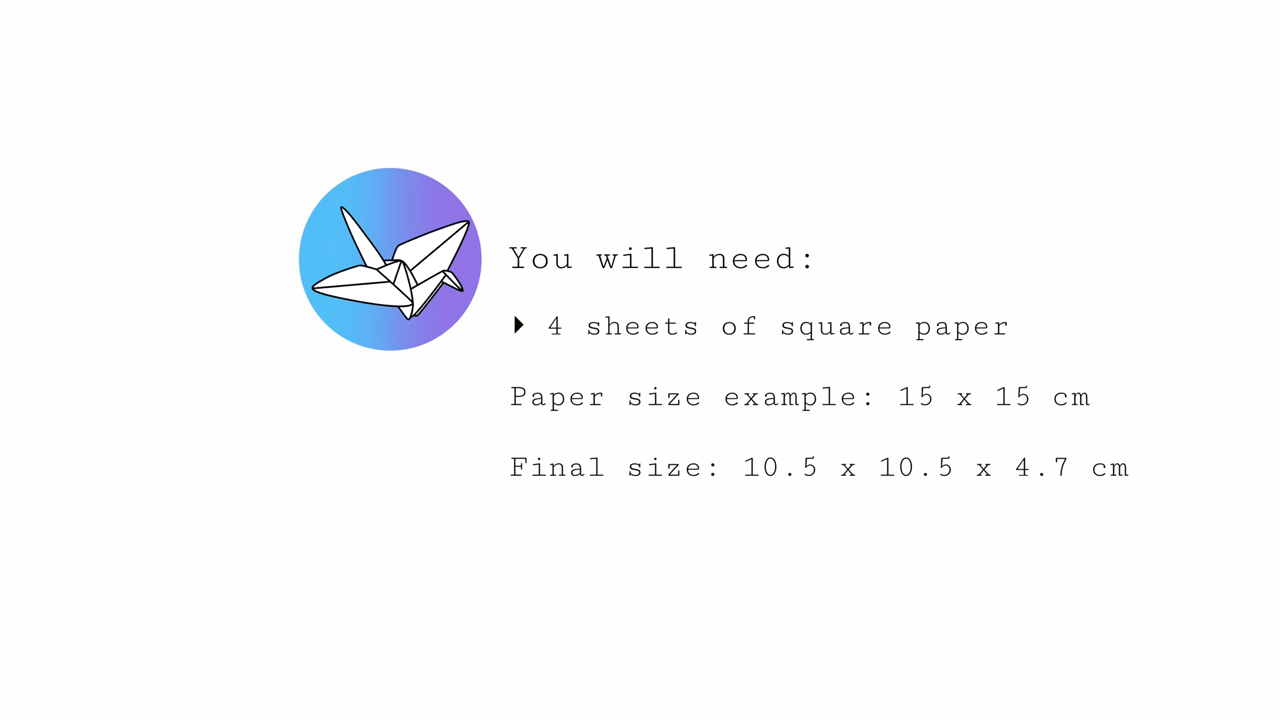 You will need:
4 sheets of square paper
Paper size example: 15 x 15 cm
Final size: 10.5 x 10.5 x 4.7 cm